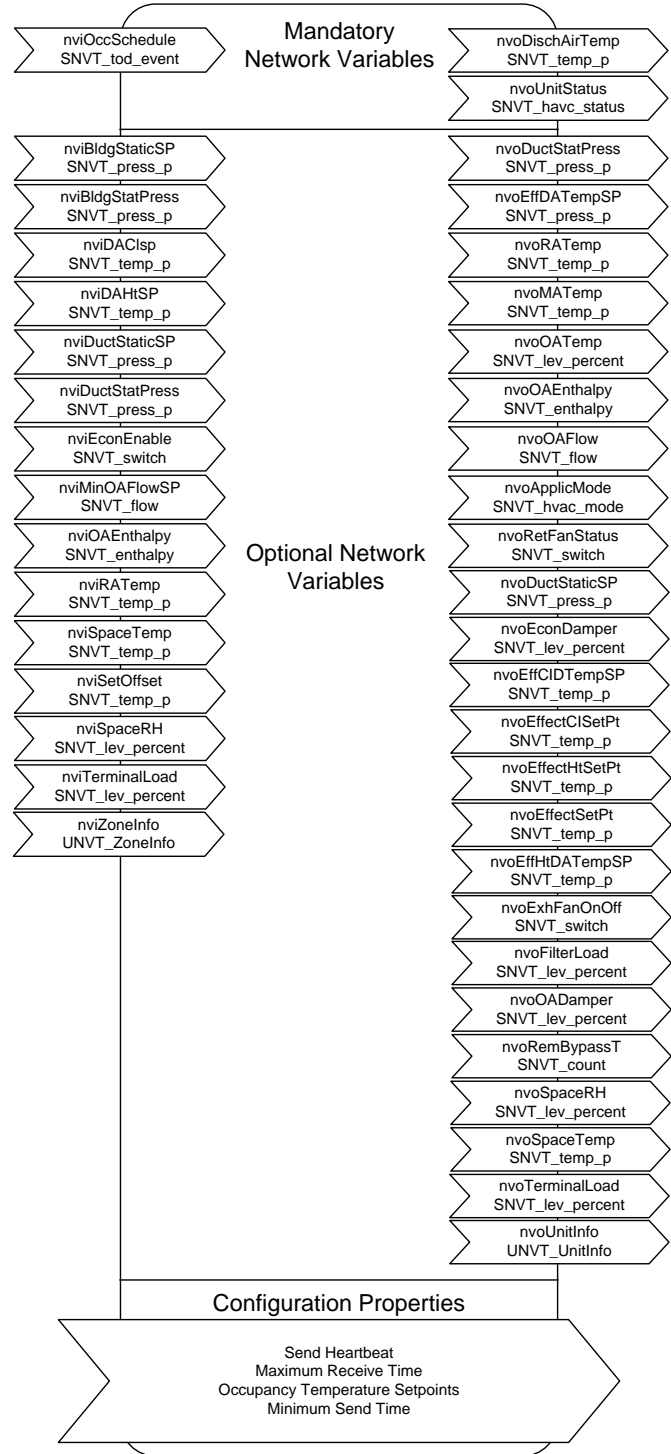 Mandatory
Network Variables
nviOccSchedule
SNVT_tod_event
nvoDischAirTemp
SNVT_temp_p
nvoUnitStatus
SNVT_havc_status
Optional Network
Variables
nviBldgStaticSP
SNVT_press_p
nviBldgStatPress
SNVT_press_p
nviDAClsp
SNVT_temp_p
nviDAHtSP
SNVT_temp_p
nviDuctStaticSP
SNVT_press_p
nviDuctStatPress
SNVT_press_p
nviEconEnable
SNVT_switch
nviMinOAFlowSP
SNVT_flow
nviOAEnthalpy
SNVT_enthalpy
nviRATemp
SNVT_temp_p
nviSpaceTemp
SNVT_temp_p
nviSetOffset
SNVT_temp_p
nviSpaceRH
SNVT_lev_percent
nviTerminalLoad
SNVT_lev_percent
nviZoneInfo
UNVT_ZoneInfo
nvoDuctStatPress
SNVT_press_p
nvoEffDATempSP
SNVT_press_p
nvoRATemp
SNVT_temp_p
nvoMATemp
SNVT_temp_p
nvoOATemp
SNVT_lev_percent
nvoOAEnthalpy
SNVT_enthalpy
nvoOAFlow
SNVT_flow
nvoApplicMode
SNVT_hvac_mode
nvoRetFanStatus
SNVT_switch
nvoDuctStaticSP
SNVT_press_p
nvoEconDamper
SNVT_lev_percent
nvoEffClDTempSP
SNVT_temp_p
nvoEffectClSetPt
SNVT_temp_p
nvoEffectHtSetPt
SNVT_temp_p
nvoEffectSetPt
SNVT_temp_p
nvoEffHtDATempSP
SNVT_temp_p
nvoExhFanOnOff
SNVT_switch
nvoFilterLoad
SNVT_lev_percent
nvoOADamper
SNVT_lev_percent
nvoRemBypassT
SNVT_count
nvoSpaceRH
SNVT_lev_percent
nvoSpaceTemp
SNVT_temp_p
nvoTerminalLoad
SNVT_lev_percent
nvoUnitInfo
UNVT_UnitInfo
Configuration Properties
Send Heartbeat
Maximum Receive Time
Occupancy Temperature Setpoints
Minimum Send Time